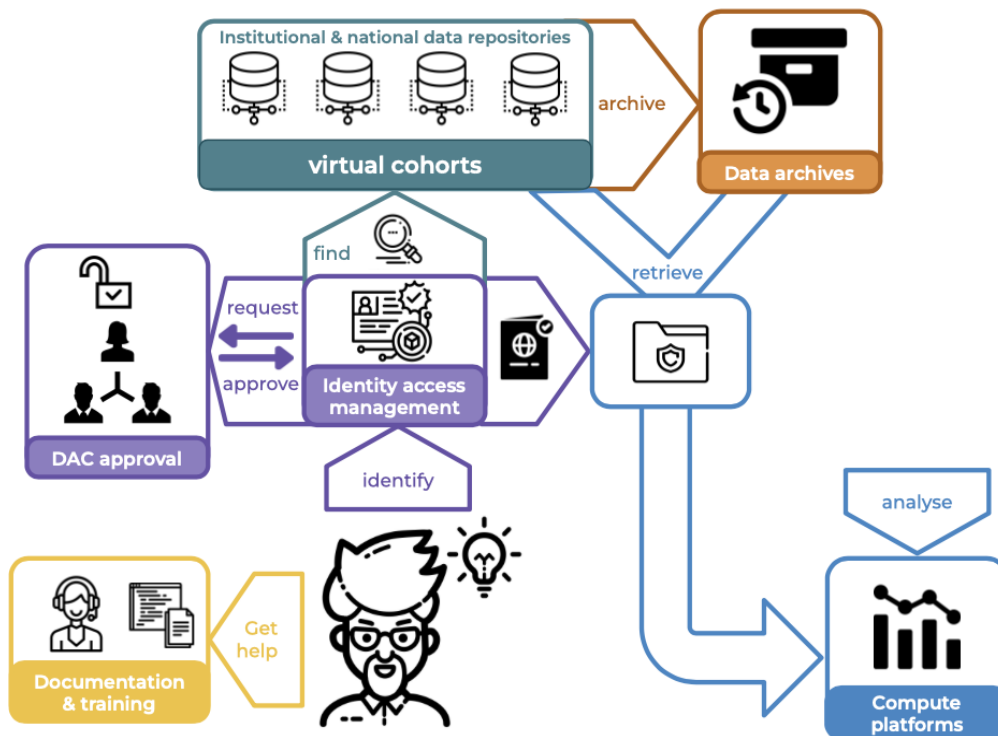 Institutional & national data repositories
virtual cohorts
archive
Data archives
find
retrieve
request
approve
Identity access
management
DAC approval
identify
analyse
Get
help
Documentation
& training
Compute
platforms